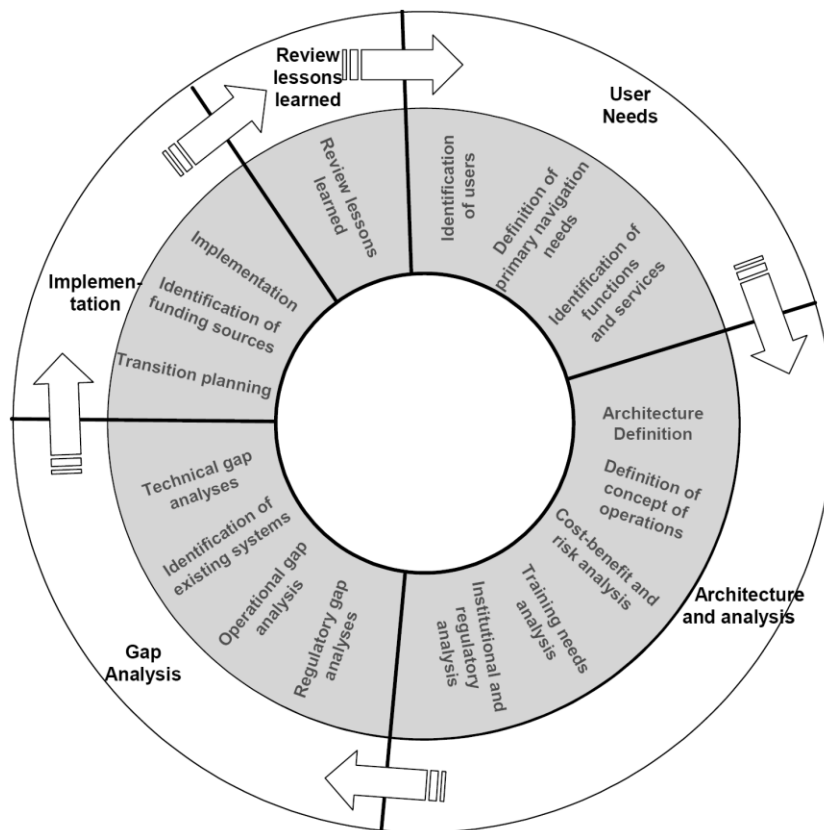 Review
lessons
learned
User
Needs
Review lessons
learned
Identification
of users
Definition of
primary navigation
needs
Identification of
functions
and services
Architecture
Definition
Definition of
concept of
operations
Cost-benefit and
risk analysis
Training needs
analysis
Institutional and
regulatory
analysis
Architecture
and analysis
Regulatory gap
analyses
Operational gap
analysis
Identification of
existing systems
Technical gap
analyses
Gap
Analysis
Transition planning
Identification of
funding sources
Implementation
Implemen-
tation